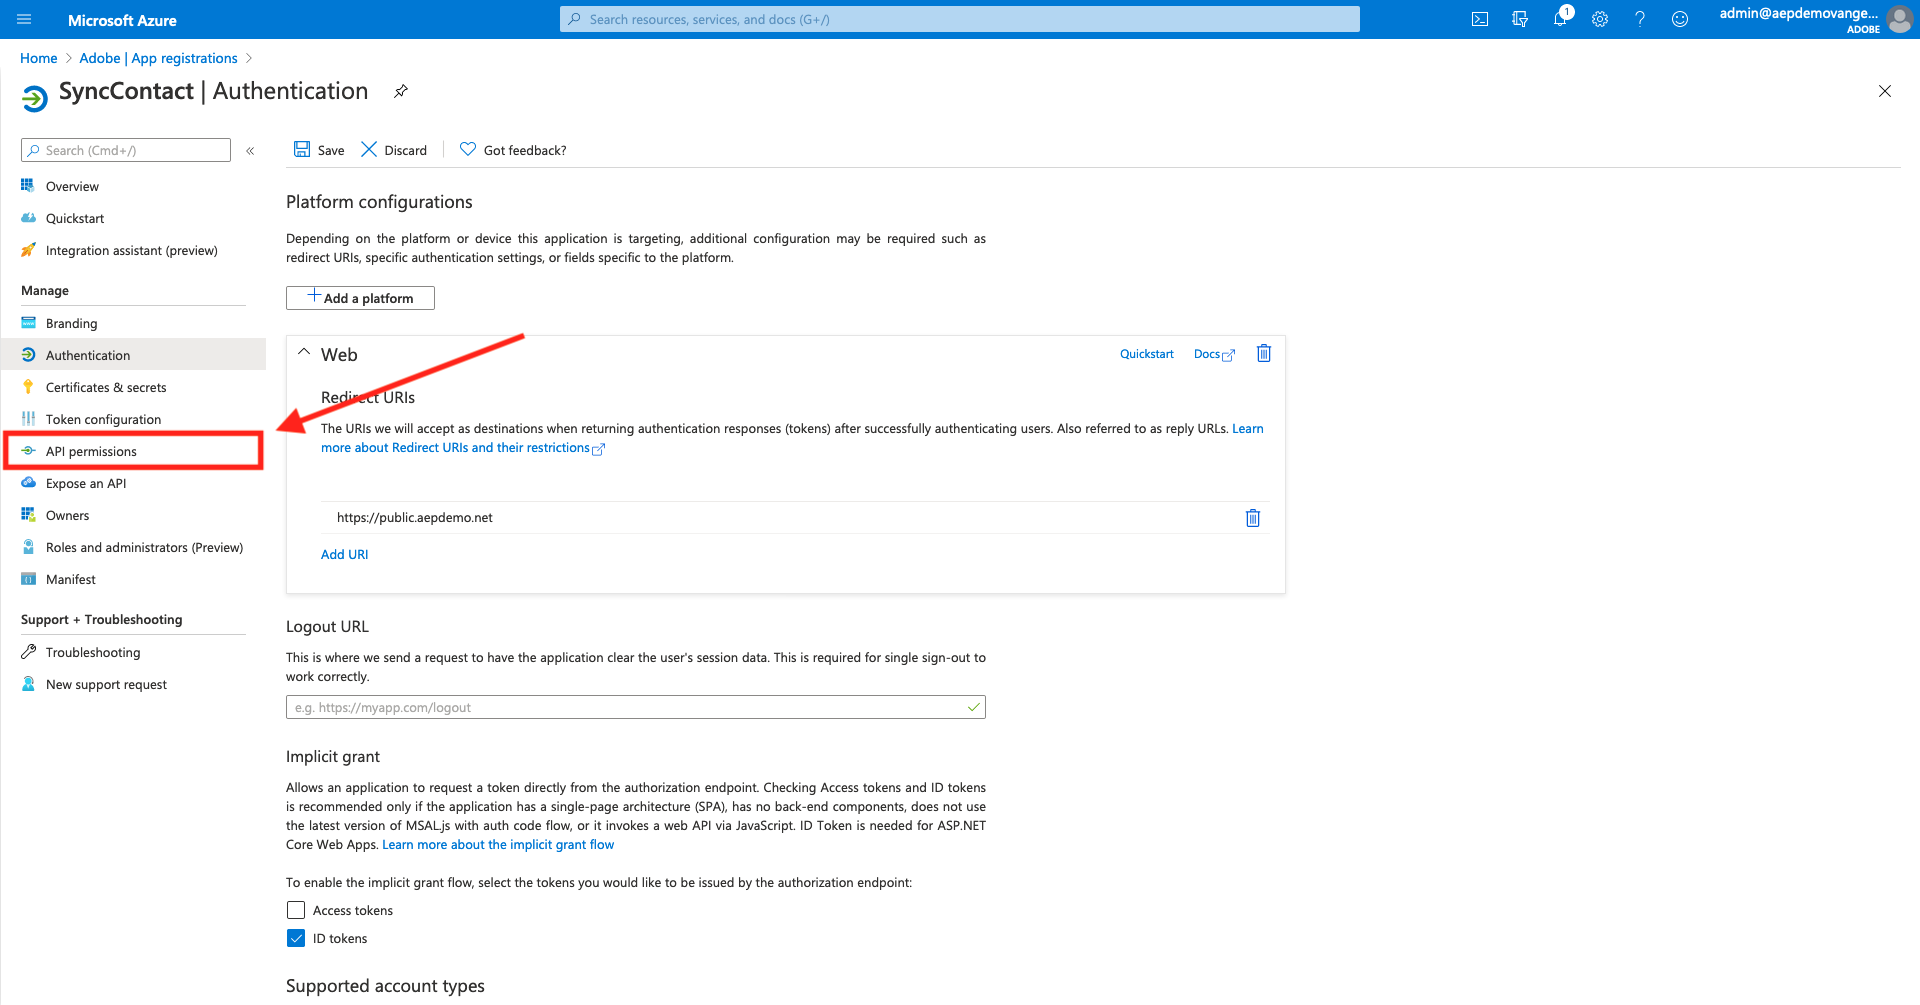 Microsoft Azure
Search resources, services, and docs (G+/)
1
admin@aepdemovange...
ADOBE
Home > Adobe | App registrations >
SyncContact | Authentication
Search (Cmd+/)
«
Save
Discard
Got feedback?
Overview
Quickstart
Integration assistant (preview)
Manage
Branding
Authentication
Certificates & secrets
Token configuration
API permissions
Expose an API
Owners
Roles and administrators (Preview)
Manifest
Support + Troubleshooting
Troubleshooting
New support request
Platform configurations
Depending on the platform or device this application is targeting, additional configuration may be required such as
redirect URIs, specific authentication settings, or fields specific to the platform.
Add a platform
Web
Quickstart
Docs
Redirect URIs
The URIs we will accept as destinations when returning authentication responses (tokens) after successfully authenticating users. Also referred to as reply URLs. Learn
more about Redirect URIs and their restrictions
https://public.aepdemo.net
Add URI
Logout URL
This is where we send a request to have the application clear the user's session data. This is required for single sign-out to
work correctly.
e.g. https://myapp.com/logout
Implicit grant
Allows an application to request a token directly from the authorization endpoint. Checking Access tokens and ID tokens
is recommended only if the application has a single-page architecture (SPA), has no back-end components, does not use
the latest version of MSAL.js with auth code flow, or it invokes a web API via JavaScript. ID Token is needed for ASP.NET
Core Web Apps. Learn more about the implicit grant flow
To enable the implicit grant flow, select the tokens you would like to be issued by the authorization endpoint:
Access tokens
ID tokens
Supported account types